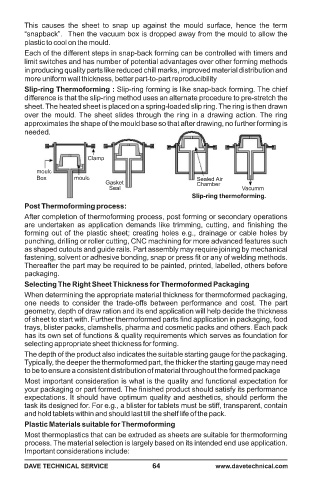 This causes the sheet to snap up against the mould surface, hence the term
"snapback". Then the vacuum box is dropped away from the mould to allow the
plastic to cool on the mould.
Each of the different steps in snap-back forming can be controlled with timers and
limit switches and has number of potential advantages over other forming methods
in producing quality parts like reduced chill marks, improved material distribution and
more uniform wall thickness, better part-to-part reproducibility
Slip-ring Thermoforming : Slip-ring forming is like snap-back forming. The chief
difference is that the slip-ring method uses an alternate procedure to pre-stretch the
sheet. The heated sheet is placed on a spring-loaded slip-ring. The ring is then drawn
over the mould. The sheet slides through the ring in a drawing action. The ring
approximates the shape of the mould base so that after drawing, no further forming is
needed.
Clamp
moulc
Box
moulc
Gasket
Seal
Sealed Air
Chamber
Vacumm
Slip-ring thermoforming.
Post Thermoforming process:
After completion of thermoforming process, post forming or secondary operations
are undertaken as application demands like trimming, cutting, and finishing the
forming out of the plastic sheet; creating holes e.g., drainage or cable holes by
punching, drilling or roller cutting, CNC machining for more advanced features such
as shaped cutouts and guide rails. Part assembly may require joining by mechanical
fastening, solvent or adhesive bonding, snap or press fit or any of welding methods.
Thereafter the part may be required to be painted, printed, labelled, others before
packaging.
Selecting The Right Sheet Thickness for Thermoformed Packaging
When determining the appropriate material thickness for thermoformed packaging,
one needs to consider the trade-offs between performance and cost. The part
geometry, depth of draw ration and its end application will help decide the thickness
of sheet to start with. Further thermorformed parts find application in packaging, food
trays, blister packs, clamshells, pharma and cosmetic packs and others. Each pack
has its own set of functions & quality requirements which serves as foundation for
selecting appropriate sheet thickness for forming.
The depth of the product also indicates the suitable starting gauge for the packaging.
Typically, the deeper the thermoformed part, the thicker the starting gauge may need
to be to ensure a consistent distribution of material throughout the formed package
Most important consideration is what is the quality and functional expectation for
your packaging or part formed. The finished product should satisfy its performance
expectations. It should have optimum quality and aesthetics, should perform the
task its designed for. For e.g., a blister for tablets must be stiff, transparent, contain
and hold tablets within and should last till the shelf life of the pack.
Plastic Materials suitable for Thermoforming
Most thermoplastics that can be extruded as sheets are suitable for thermoforming
process. The material selection is largely based on its intended end use application.
Important considerations include:
DAVE TECHNICAL SERVICE 64 www.davetechnical.com